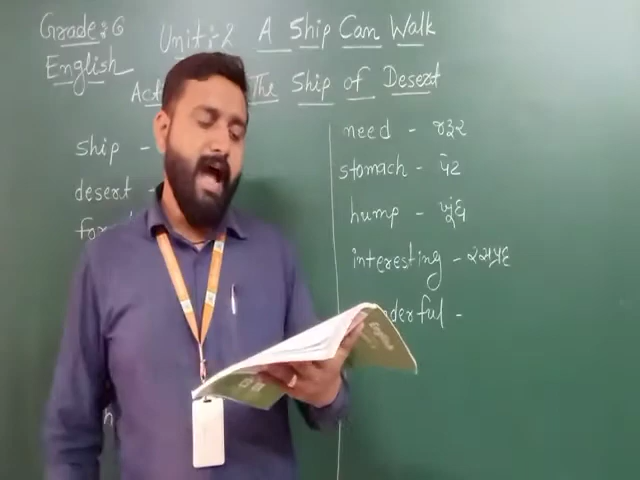 Grade:6 Unit:-2 A Ship Can Walk
English
The Ship of Desert
ship -
desert -
need - જરૂર
stomach - પેટ
hump - ખૂંધ
interesting - રસપ્રદ
English